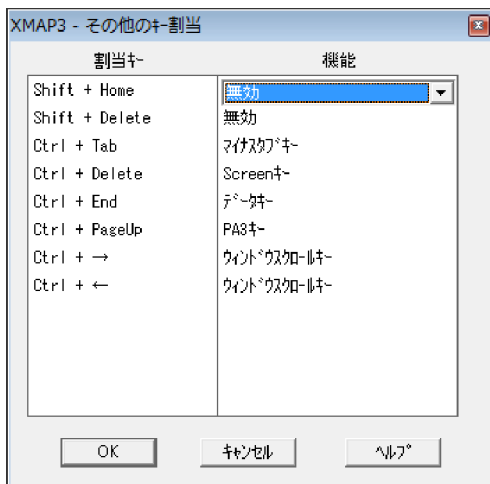 XMAP3 - その他のｷｰ割当
割当ｷｰ 機能
Shift + Home 無効
Shift + Delete 無効
Ctrl + Tab ﾏｲﾅｽﾀﾌﾞｷｰ
Ctrl + Delete Screenｷｰ
Ctrl + End ﾃﾞｰﾀｷｰ
Ctrl + PageUp PA3ｷｰ
Ctrl + → ｳｨﾝﾄﾞｳｽｸﾛｰﾙｷｰ
Ctrl + ← ｳｨﾝﾄﾞｳｽｸﾛｰﾙｷｰ
OK ｷｬﾝｾﾙ ﾍﾙﾌﾟ